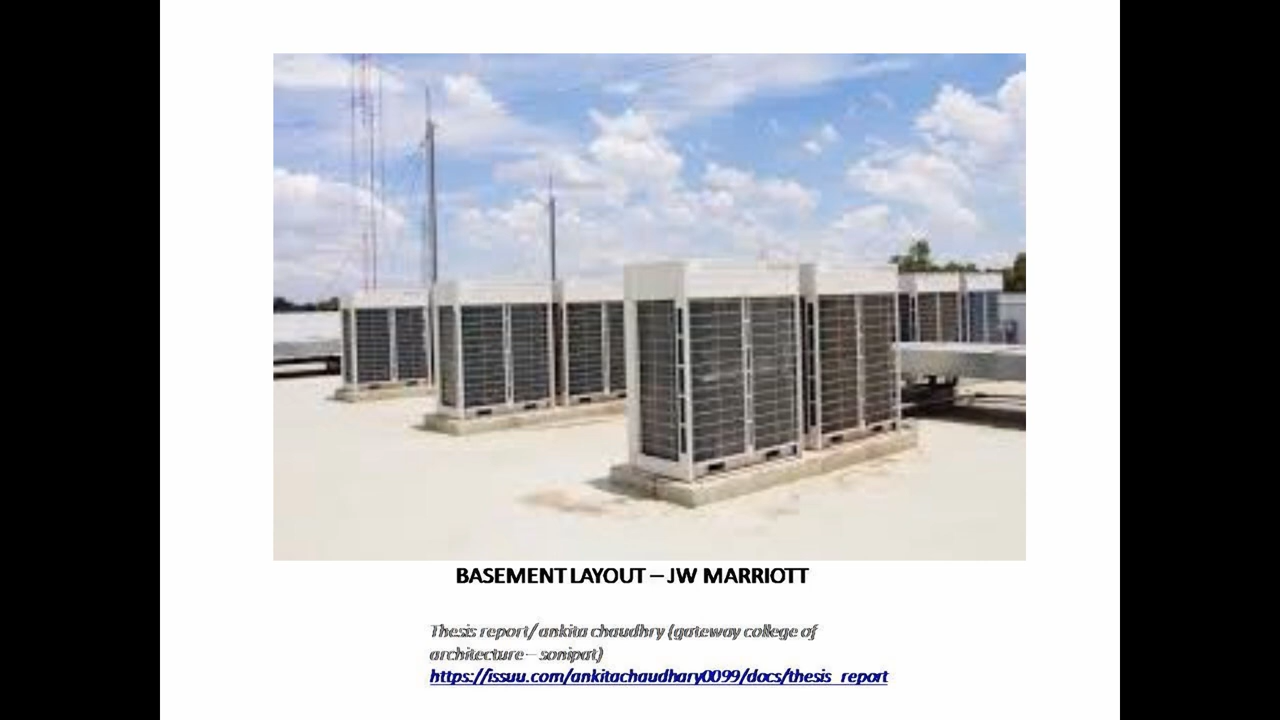 BASEMENT LAYOUT – JW MARRIOTT
Thesis report/ ankita chaudhry (gateway college of
architecture – sonipat)
https://issuu.com/ankitachaudhary0099/docs/thesis_report